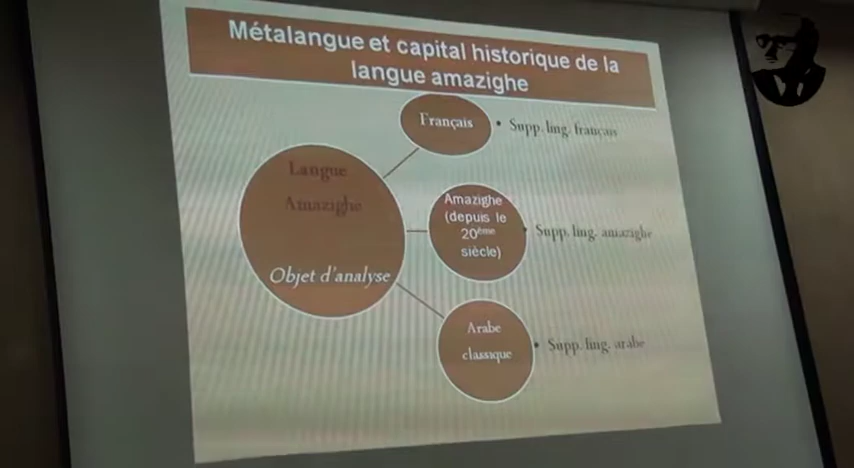 Métalangue et capital historique de la
langue amazighe
Français
• Supp. ling. français
Langue
Amazighe
Objet d'analyse
Amazighe
(depuis le
20ème
siècle)
• Supp. ling. amazighe
Arabe
classique
• Supp. ling. arabe